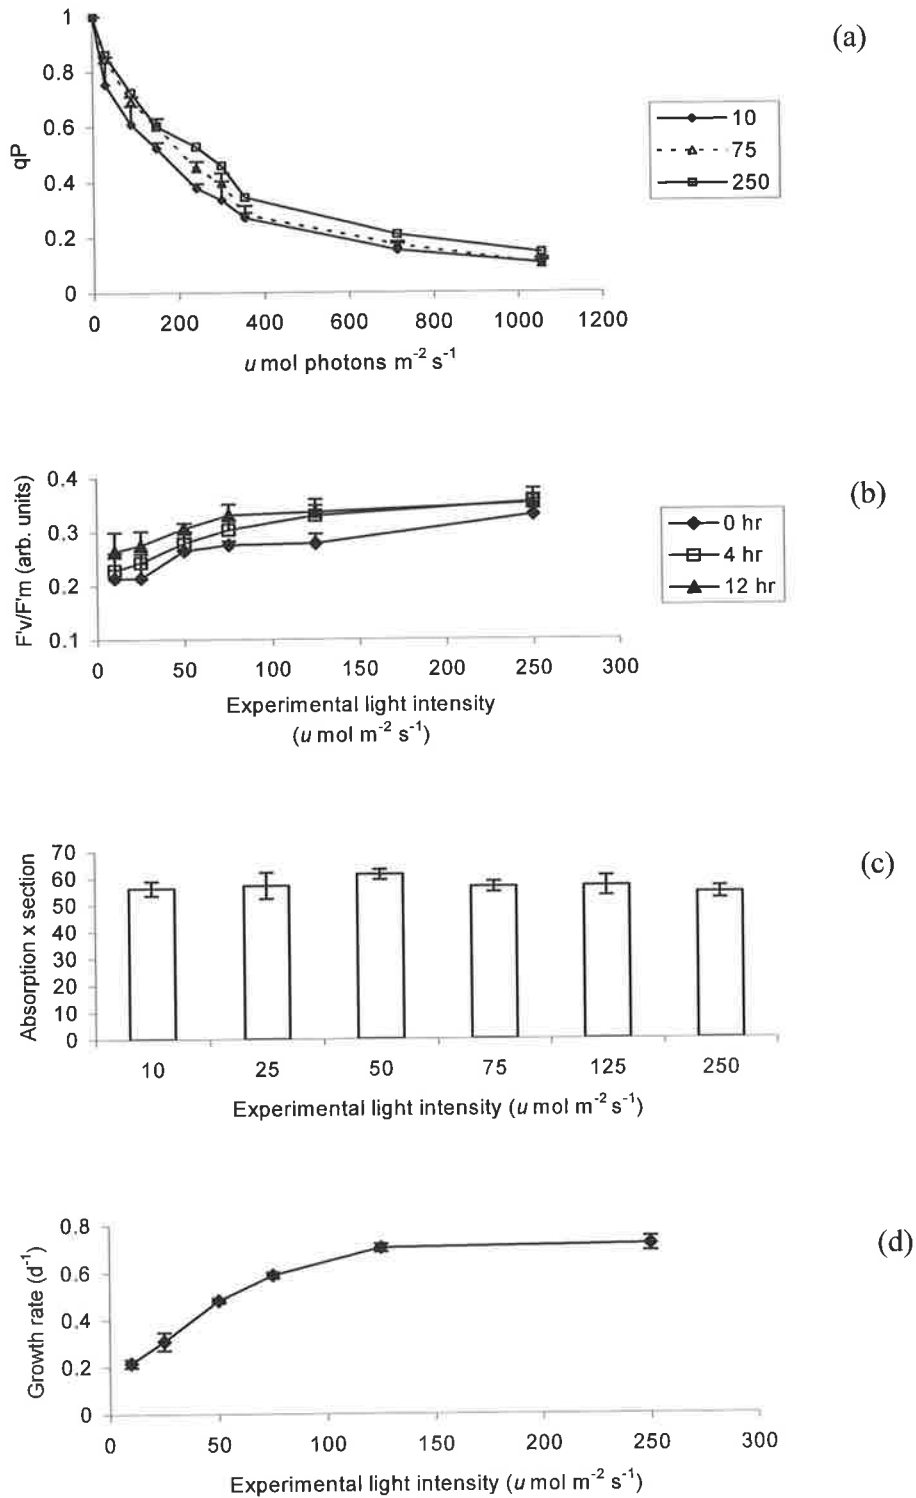 (a)
1
0.8
0.6
0.4
0.2
0
qP
0 200 400 600 800 1000 1200
u mol photons m⁻² s⁻¹
10
75
250
(b)
0.4
0.3
0.2
0.1
F'v/F'm (arb. units)
0 50 100 150 200 250 300
Experimental light intensity
(u mol m⁻² s⁻¹)
0 hr
4 hr
12 hr
(c)
70
60
50
40
30
20
10
0
Absorption x section
10 25 50 75 125 250
Experimental light intensity (u mol m⁻² s⁻¹)
(d)
0.8
0.6
0.4
0.2
0
Growth rate (d⁻¹)
0 50 100 150 200 250 300
Experimental light intensity (u mol m⁻² s⁻¹)